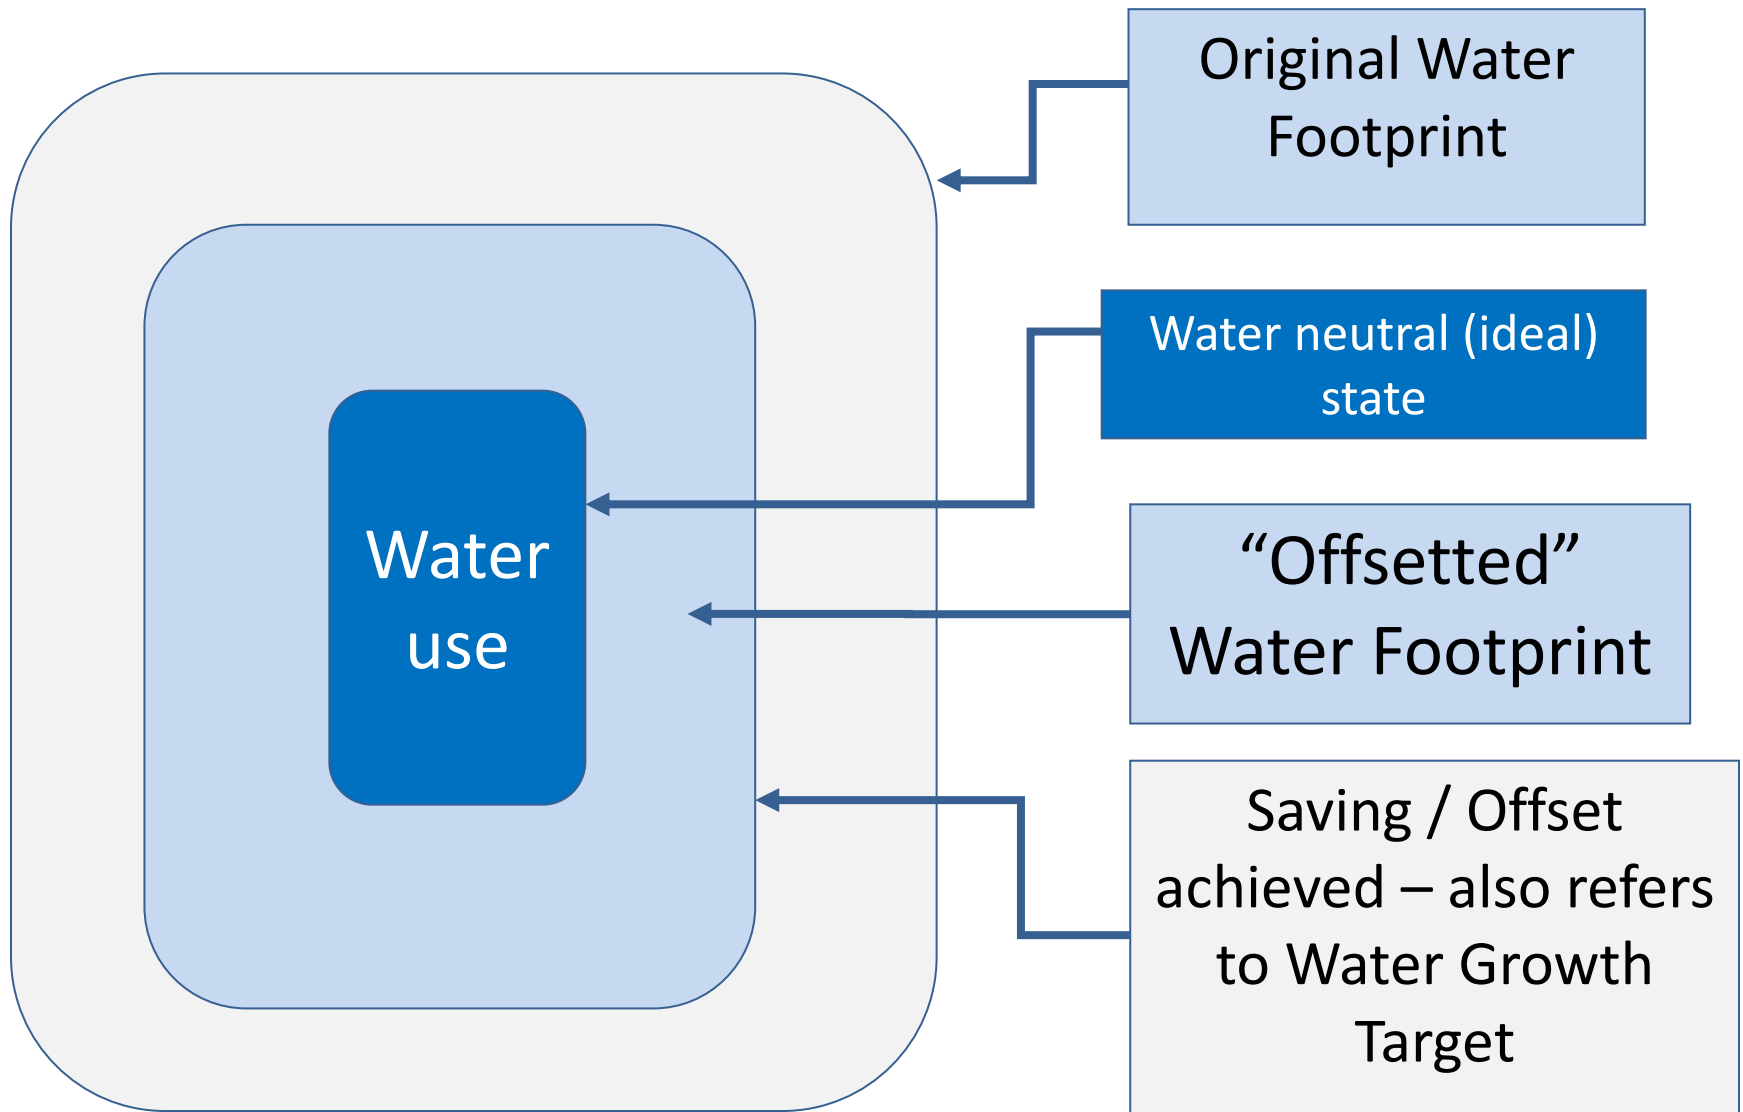 Original Water
Footprint
Water neutral (ideal)
state
Water
use
“Offsetted”
Water Footprint
Saving / Offset
achieved – also refers
to Water Growth
Target